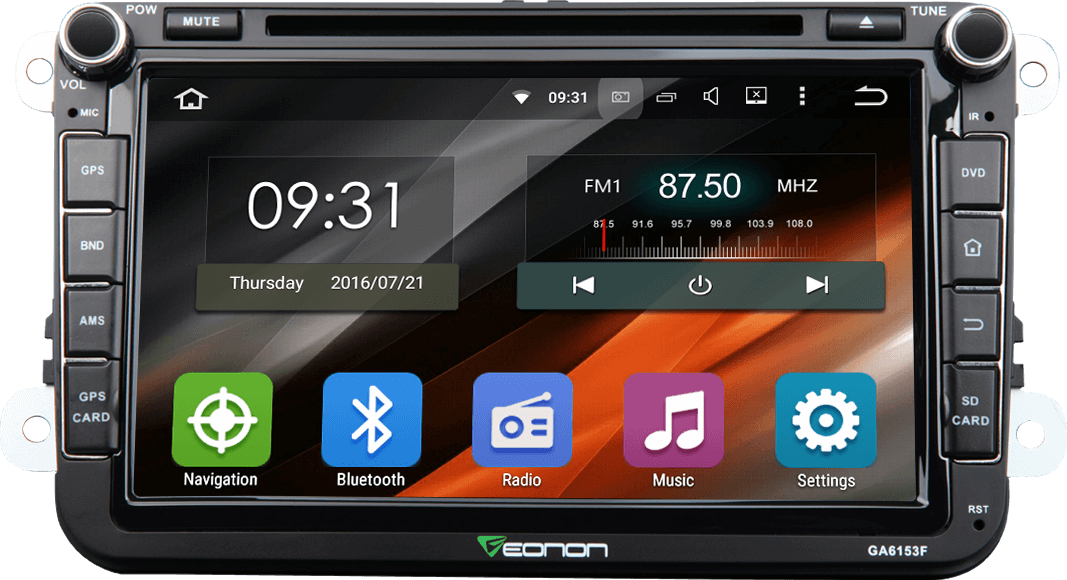 POW
MUTE
TUNE
VOL
MIC
09:31
IR
GPS
DVD
09:31
FM1 87.50 MHZ
87.5 91.6 95.7 99.8 103.9 108.0
BND
Thursday 2016/07/21
AMS
GPS
CARD
SD
CARD
Navigation Bluetooth Radio Music Settings
RST
EONON
GA6153F